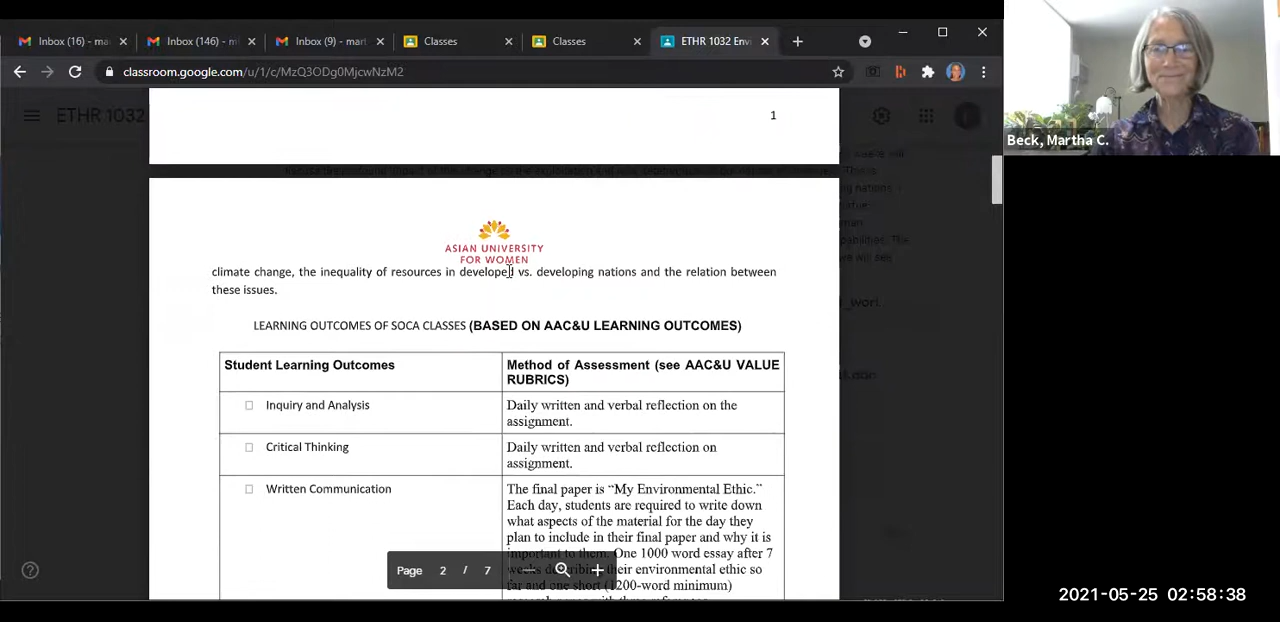 Inbox (16) - ma
Inbox (146) - m
Inbox (9) - mart
Classes
Classes
ETHR 1032 Envi
classroom.google.com/u/1/c/MzQ3ODg0MjcwNzM2
ETHR 1032
1
ASIAN UNIVERSITY
FOR WOMEN
climate change, the inequality of resources in developed vs. developing nations and the relation between
these issues.
LEARNING OUTCOMES OF SOCA CLASSES (BASED ON AAC&U LEARNING OUTCOMES)
Student Learning Outcomes
Method of Assessment (see AAC&U VALUE
RUBRICS)
Inquiry and Analysis
Daily written and verbal reflection on the
assignment.
Critical Thinking
Daily written and verbal reflection on
assignment.
Written Communication
The final paper is “My Environmental Ethic.”
Each day, students are required to write down
what aspects of the material for the day they
plan to include in their final paper and why it is
important to them. One 1000 word essay after 7
weeks describing their environmental ethic so
far and one short (1200-word minimum)
Page 2 / 7
Beck, Martha C.
2021-05-25 02:58:38